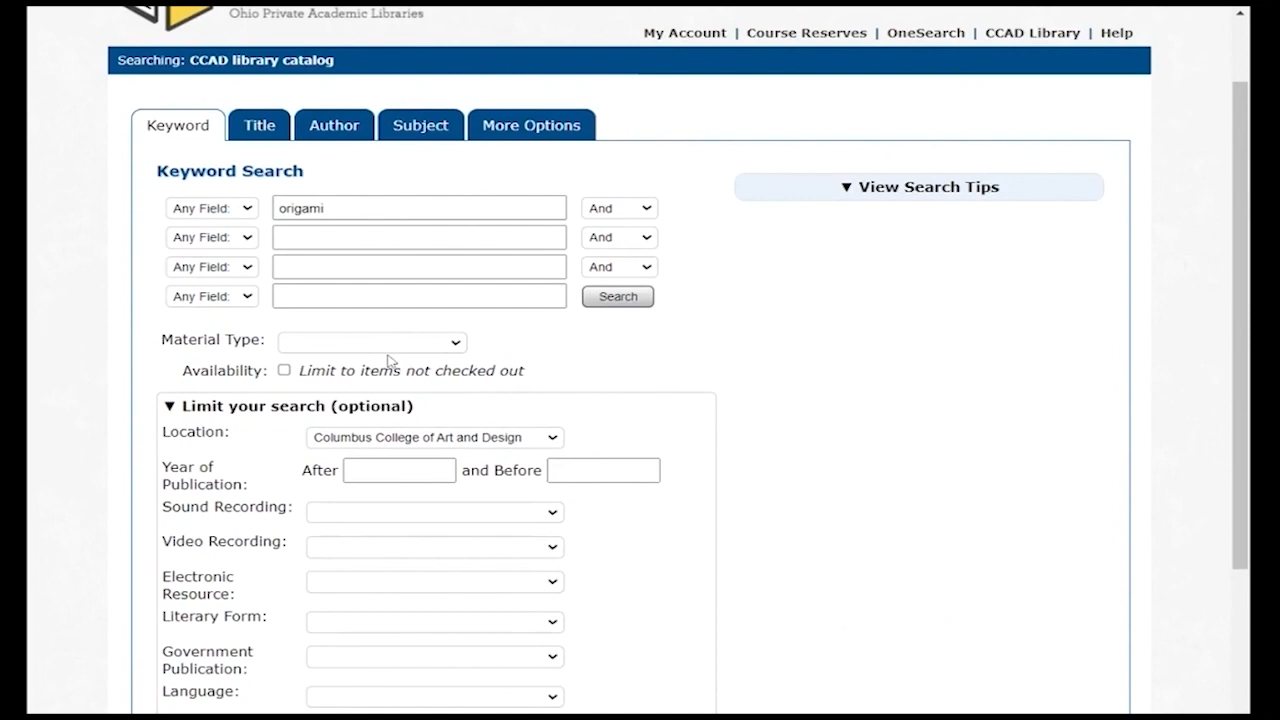 Ohio Private Academic Libraries
My Account | Course Reserves | OneSearch | CCAD Library | Help
Searching: CCAD library catalog
Keyword Title Author Subject More Options
Keyword Search
▼ View Search Tips
Any Field: origami And
Any Field: And
Any Field: And
Any Field: Search
Material Type:
Availability: Limit to items not checked out
▼ Limit your search (optional)
Location: Columbus College of Art and Design
Year of
Publication: After and Before
Sound Recording:
Video Recording:
Electronic
Resource:
Literary Form:
Government
Publication:
Language: